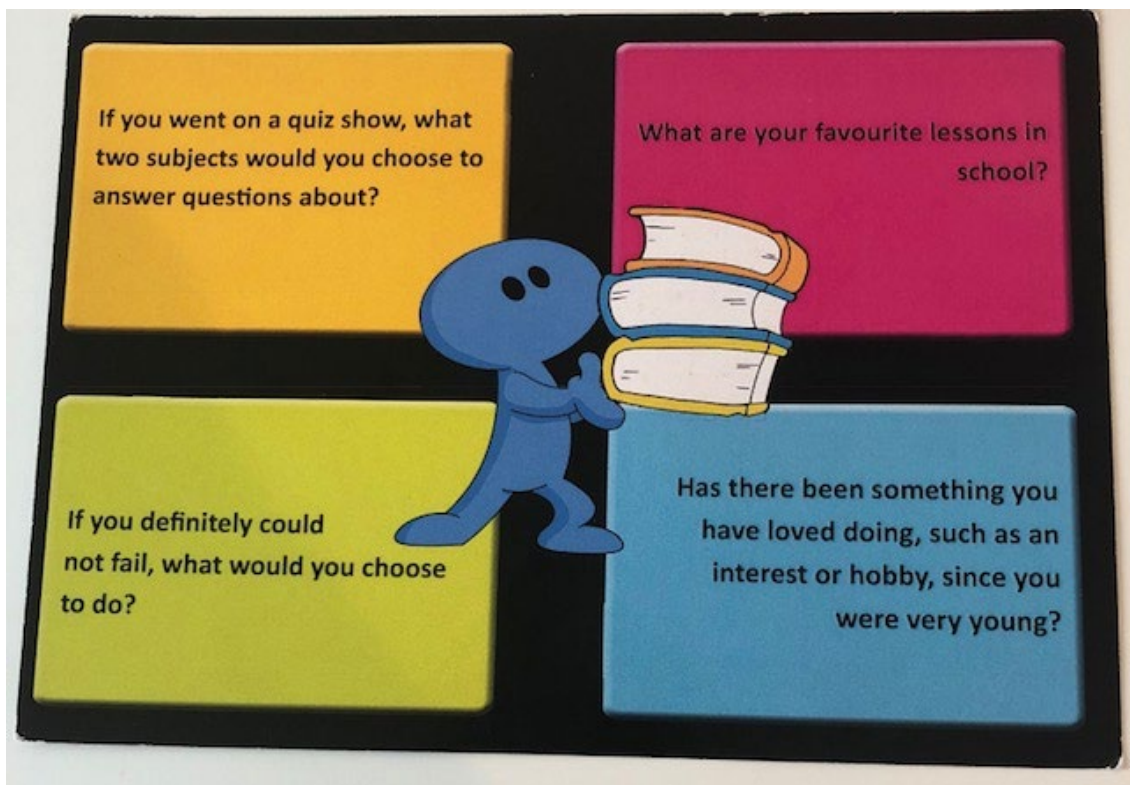 If you went on a quiz show, what
two subjects would you choose to
answer questions about?
What are your favourite lessons in
school?
If you definitely could
not fail, what would you choose
to do?
Has there been something you
have loved doing, such as an
interest or hobby, since you
were very young?